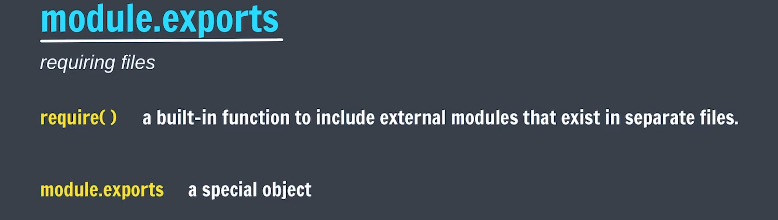 module.exports
requiring files
require( ) a built-in function to include external modules that exist in separate files.
module.exports a special object